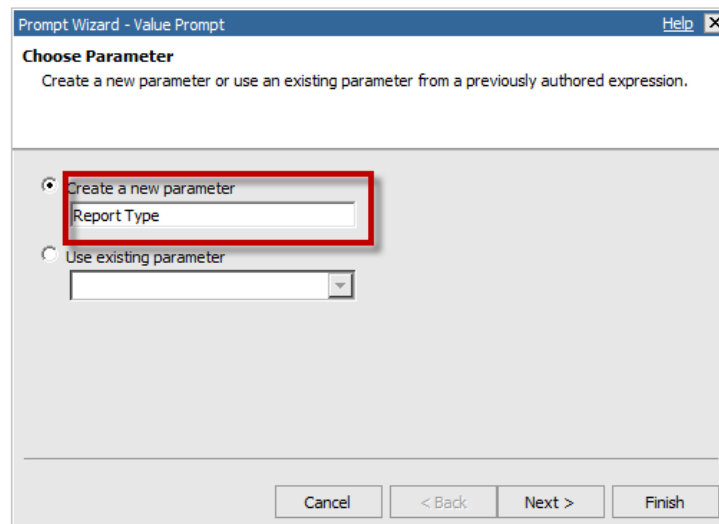 Prompt Wizard - Value Prompt Help X
Choose Parameter
Create a new parameter or use an existing parameter from a previously authored expression.
Create a new parameter
Report Type
Use existing parameter
Cancel < Back Next > Finish